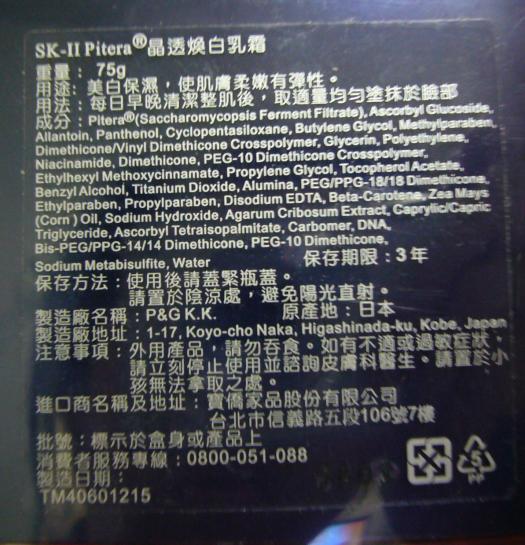 SK-II Pitera®晶透煥白乳霜
重量： 75g
用途: 美白保濕，使肌膚柔嫩有彈性。
用法：每日早晚清潔整肌後，取適量均勻塗抹於臉部
成分：Pitera®(Saccharomycopsis Ferment Filtrate), Ascorbyl Glucoside,
Allantoin, Panthenol, Cyclopentasiloxane, Butylene Glycol, Methylparaben,
Dimethicone/Vinyl Dimethicone Crosspolymer, Glycerin, Polyethylene,
Niacinamide, Dimethicone, PEG-10 Dimethicone Crosspolymer,
Ethylhexyl Methoxycinnamate, Propylene Glycol, Tocopherol Acetate,
Benzyl Alcohol, Titanium Dioxide, Alumina, PEG/PPG-18/18 Dimethicone,
Ethylparaben, Propylparaben, Disodium EDTA, Beta-Carotene, Zea Mays
(Corn) Oil, Sodium Hydroxide, Agarum Cribosum Extract, Caprylic/Capric
Triglyceride, Ascorbyl Tetraisopalmitate, Carbomer, DNA,
Bis-PEG/PPG-14/14 Dimethicone, PEG-10 Dimethicone,
Sodium Metabisulfite, Water 保存期限：3年
保存方法：使用後請蓋緊瓶蓋。
請置於陰涼處，避免陽光直射。
製造廠名稱：P&G K.K. 原產地：日本
製造廠地址：1-17, Koyo-cho Naka, Higashinada-ku, Kobe, Japan
注意事項：外用產品，請勿吞食。如有不適或過敏症狀，
請立刻停止使用並諮詢皮膚科醫生。請置於小
孩無法拿取之處。
進口商名稱及地址：寶僑家品股份有限公司
台北市信義路五段106號7樓
批號：標示於盒身或產品上
消費者服務專線：0800-051-088
製造日期：
TM40601215
5
PP